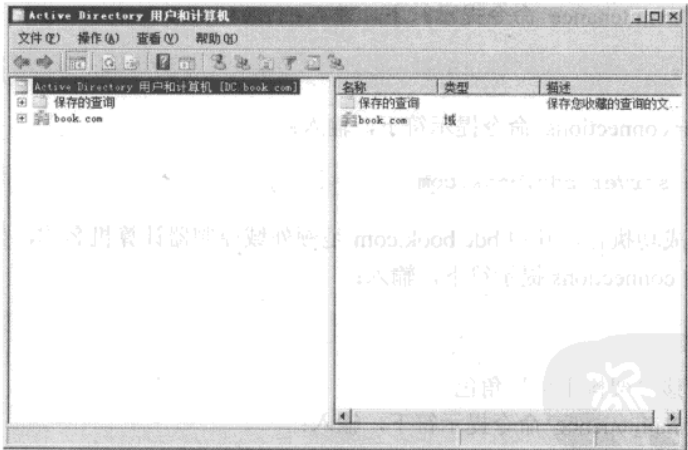 Active Directory 用户和计算机
文件(F) 操作(A) 查看(V) 帮助(H)
Active Directory 用户和计算机 [DC.book.com]
保存的查询
book.com
名称 类型 描述
保存的查询 保存您收藏的查询的文...
book.com 域